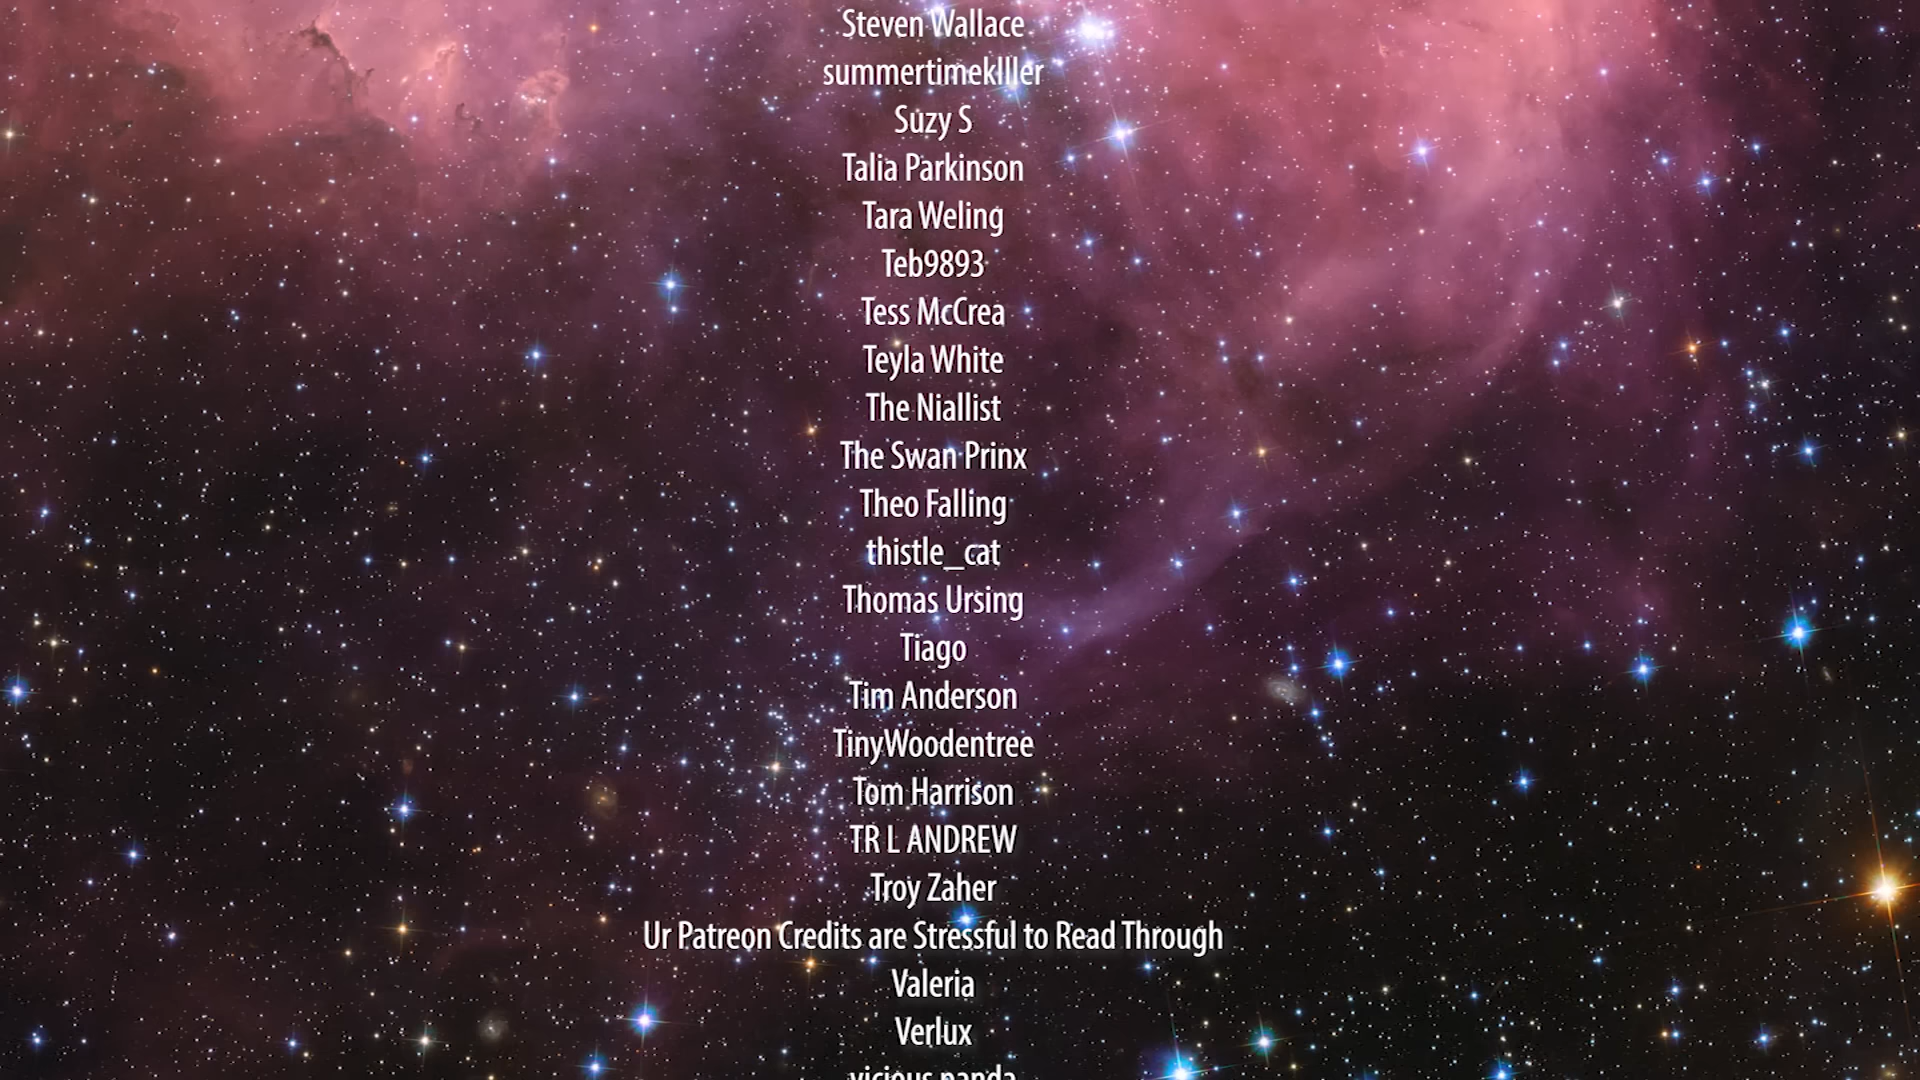 Steven Wallace
summertimekIller
Suzy S
Talia Parkinson
Tara Weling
Teb9893
Tess McCrea
Teyla White
The Niallist
The Swan Prinx
Theo Falling
thistle_cat
Thomas Ursing
Tiago
Tim Anderson
TinyWoodentree
Tom Harrison
TR L ANDREW
Troy Zaher
Ur Patreon Credits are Stressful to Read Through
Valeria
Verlux
vicious panda